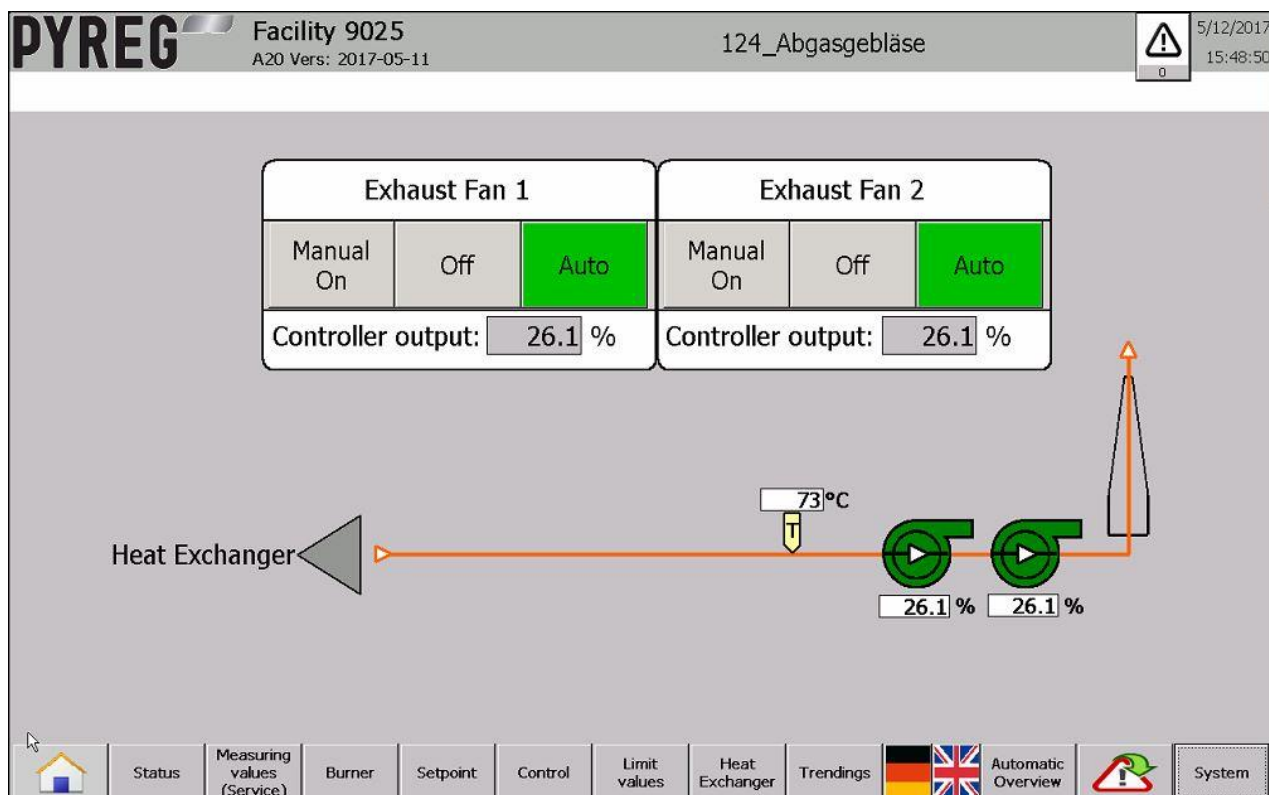 PYREG
Facility 9025
A20 Vers: 2017-05-11
124_Abgasgebläse
0
5/12/2017
15:48:50
Exhaust Fan 1
Exhaust Fan 2
Manual On
Off
Auto
Manual On
Off
Auto
Controller output: 26.1 %
Controller output: 26.1 %
73 °C
T
Heat Exchanger
26.1 %
26.1 %
Status
Measuring
values
(Service)
Burner
Setpoint
Control
Limit
values
Heat
Exchanger
Trendings
Automatic
Overview
System